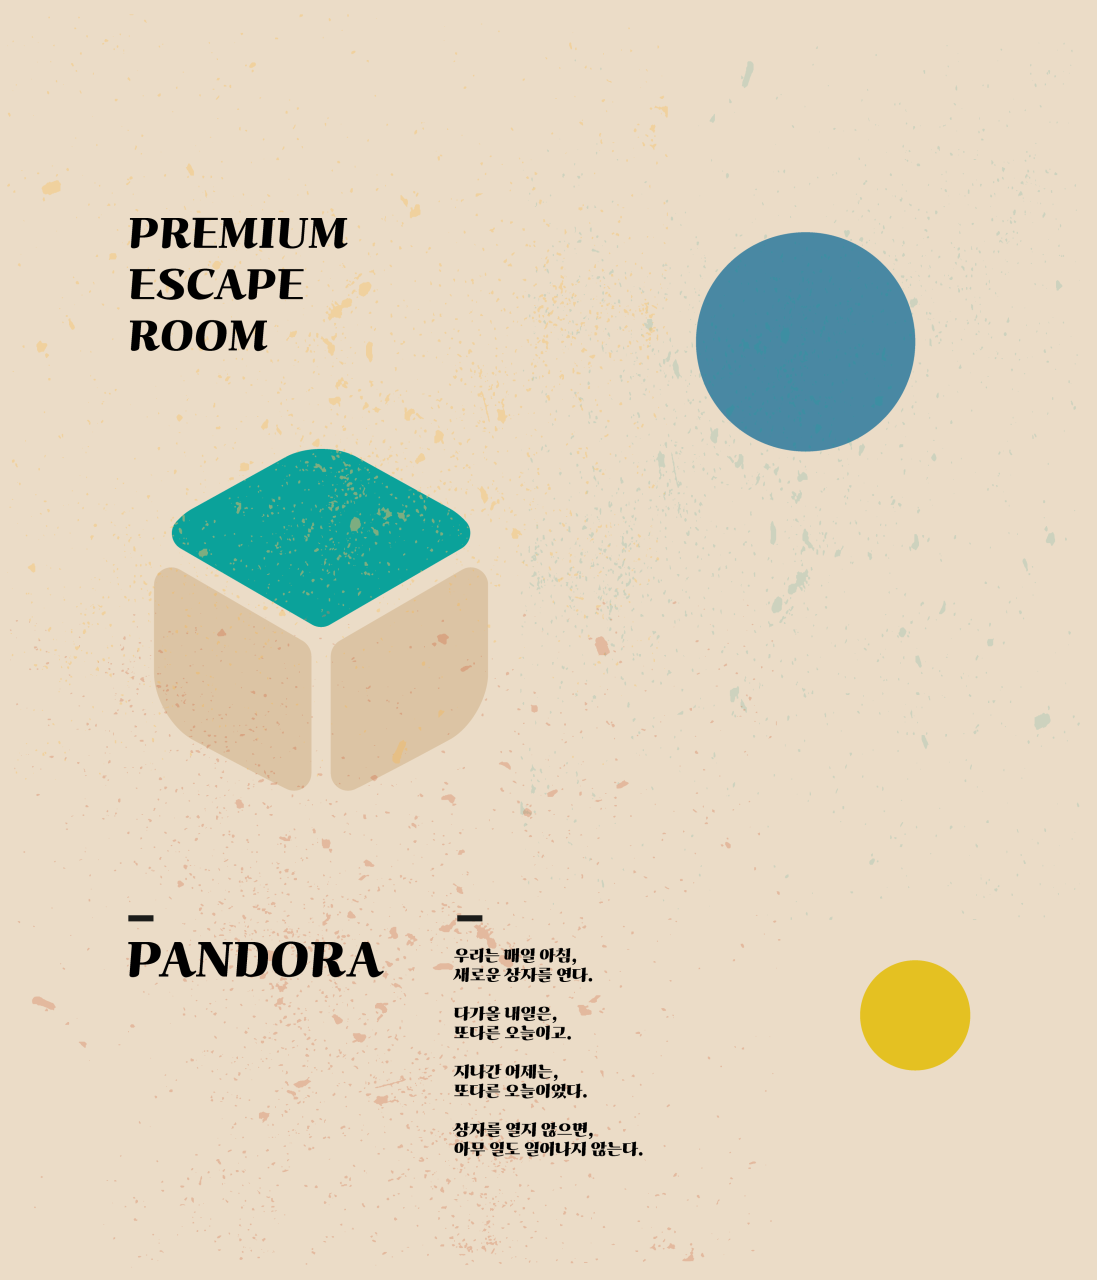 PREMIUM
ESCAPE
ROOM
PANDORA
우리는 매일 아침,
새로운 상자를 연다.
다가올 내일은,
또다른 오늘이고.
지나간 어제는,
또다른 오늘이었다.
상자를 열지 않으면,
아무 일도 일어나지 않는다.